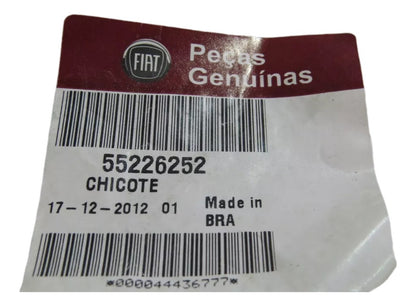 FIAT
Peças
Genuínas
55226252
CHICOTE
17-12-2012 01
Made in
BRA
*000044436777*